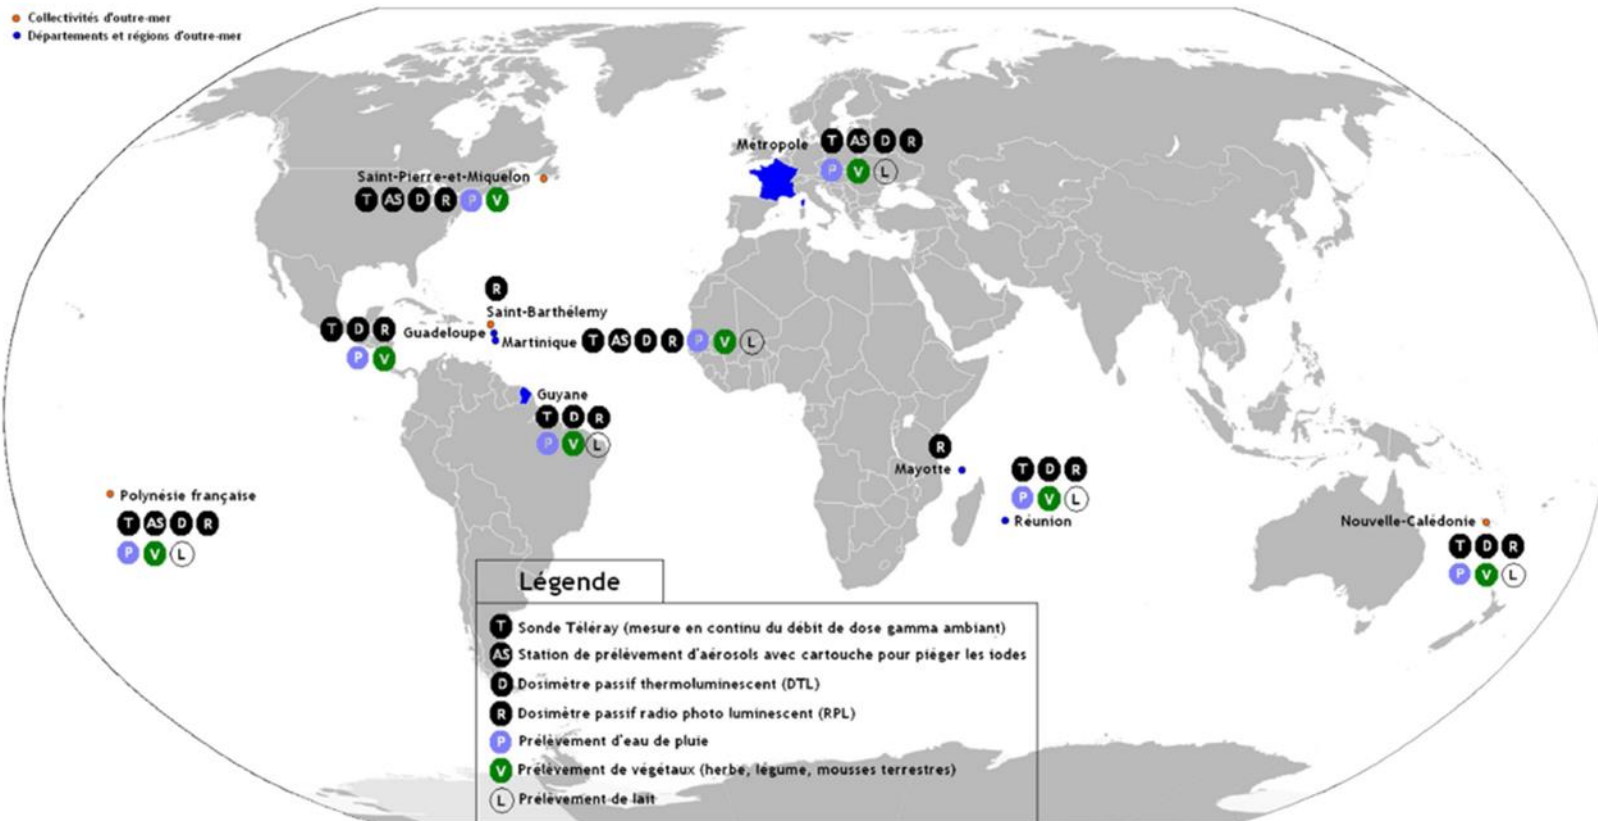 Collectivités d'outre-mer
Départements et régions d'outre-mer
Métropole T AS D R
P V L
Saint-Pierre-et-Miquelon
T AS D R P V
R
Saint-Barthélemy
T D R Guadeloupe
P V
Martinique T AS D R P V L
Guyane
T D R
P V L
R
Mayotte
T D R
P V L
Réunion
Polynésie française
T AS D R
P V L
Nouvelle-Calédonie
T D R
P V L
Légende
T Sonde Téléray (mesure en continu du débit de dose gamma ambiant)
AS Station de prélèvement d'aérosols avec cartouche pour piéger les iodes
D Dosimètre passif thermoluminescent (DTL)
R Dosimètre passif radio photo luminescent (RPL)
P Prélèvement d'eau de pluie
V Prélèvement de végétaux (herbe, légume, mousses terrestres)
L Prélèvement de lait